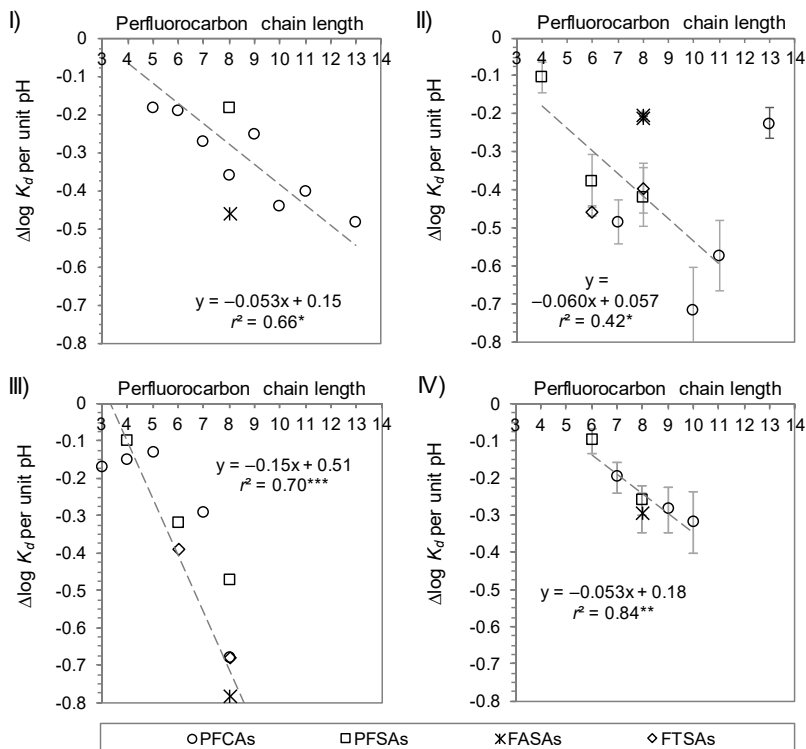 I)
Perfluorocarbon chain length
3 4 5 6 7 8 9 10 11 12 13 14
0
-0.1
-0.2
-0.3
-0.4
-0.5
-0.6
-0.7
-0.8
Δlog Kd per unit pH
y = –0.053x + 0.15
r² = 0.66*
II)
Perfluorocarbon chain length
3 4 5 6 7 8 9 10 11 12 13 14
0
-0.1
-0.2
-0.3
-0.4
-0.5
-0.6
-0.7
-0.8
Δlog Kd per unit pH
y =
–0.060x + 0.057
r² = 0.42*
III)
Perfluorocarbon chain length
3 4 5 6 7 8 9 10 11 12 13 14
0
-0.1
-0.2
-0.3
-0.4
-0.5
-0.6
-0.7
-0.8
Δlog Kd per unit pH
y = –0.15x + 0.51
r² = 0.70***
IV)
Perfluorocarbon chain length
3 4 5 6 7 8 9 10 11 12 13 14
0
-0.1
-0.2
-0.3
-0.4
-0.5
-0.6
-0.7
-0.8
Δlog Kd per unit pH
y = –0.053x + 0.18
r² = 0.84**
PFCAs PFSAs FASAs FTSAs